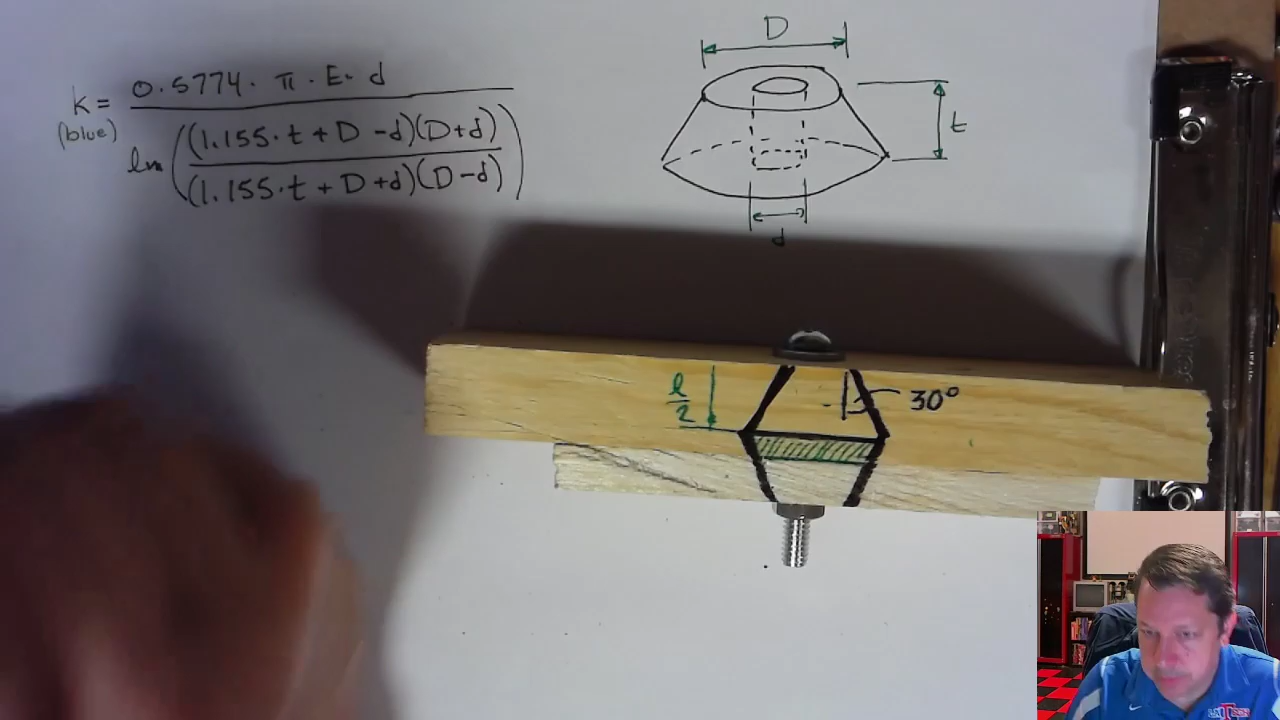 k = 0.5774 · π · E · d
(blue) ln ( (1.155 · t + D - d)(D + d)
(1.155 · t + D + d)(D - d) )
D
t
d
l/2
30°